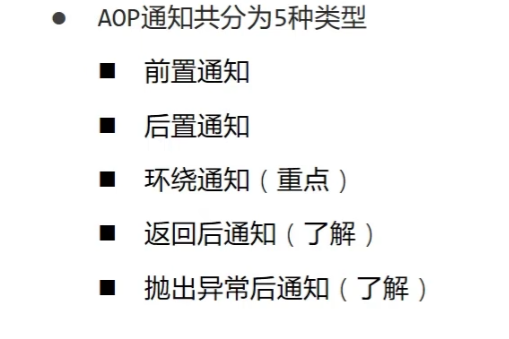 ● AOP通知共分为5种类型
■ 前置通知
■ 后置通知
■ 环绕通知（重点）
■ 返回后通知（了解）
■ 抛出异常后通知（了解）